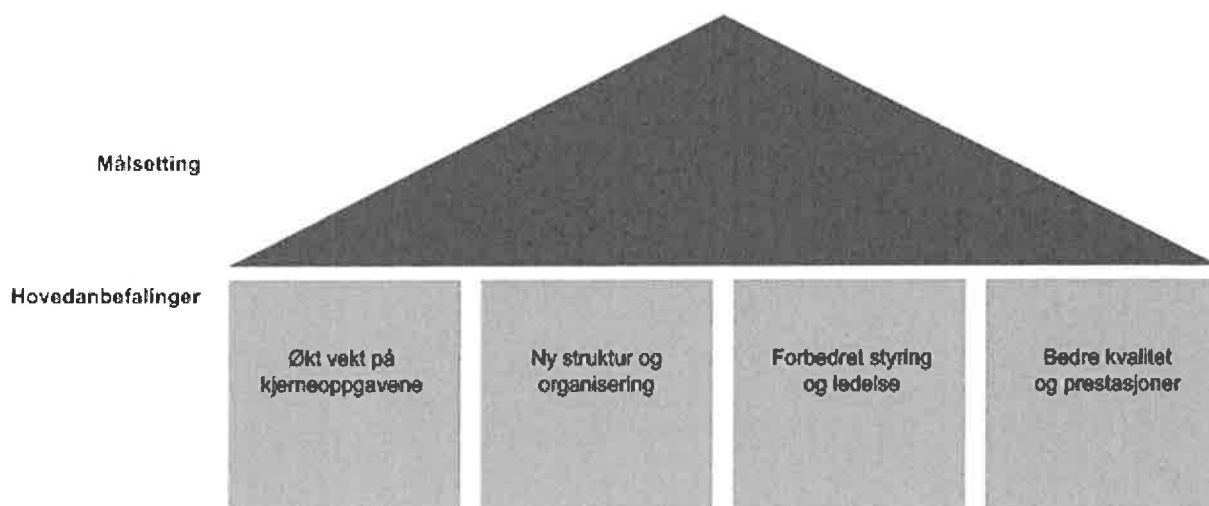 Målsetting
Hovedanbefalinger
Økt vekt på
kjerneoppgavene
Ny struktur og
organisering
Forbedret styring
og ledelse
Bedre kvalitet
og prestasjoner